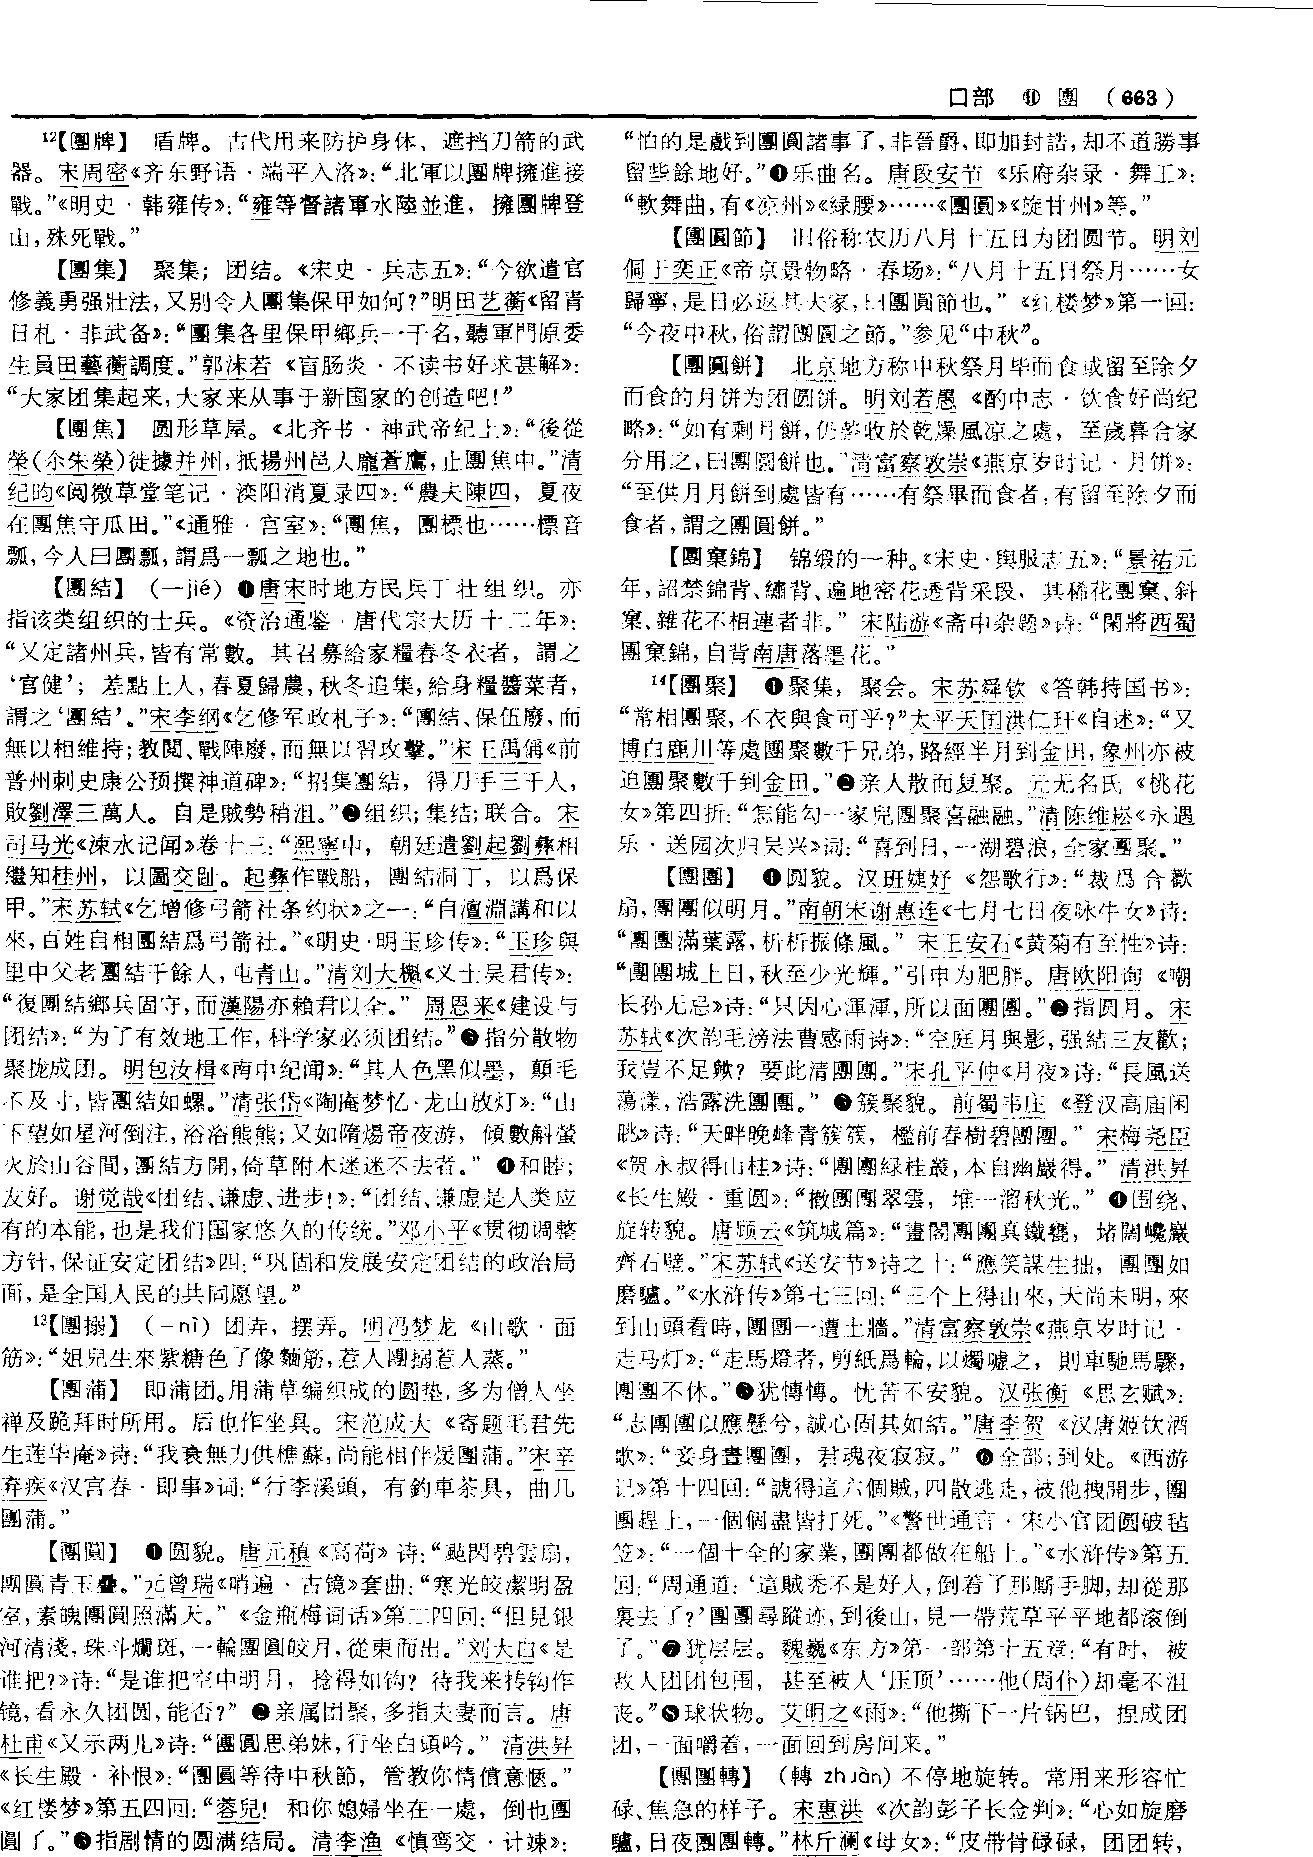 口部 ⑪ 團 (663)
¹²【團牌】 盾牌。古代用来防护身体、遮挡刀箭的武
器。宋周密《齐东野语·端平入洛》：“北軍以團牌擁進接
戰。”《明史·韩雍传》：“雍等督諸軍水陸並進，擁團牌登
山，殊死戰。”
【團集】 聚集；团结。《宋史·兵志五》：“今欲遣官
修義勇强壯法，又别令人團集保甲如何？”明田艺蘅《留青
日札·非武备》：“團集各里保甲鄉兵一千名，聽軍門原委
生員田藝蘅調度。”郭沫若《盲肠炎·不读书好求甚解》：
“大家团集起来，大家来从事于新国家的创造吧！”
【團焦】 圆形草屋。《北齐书·神武帝纪上》：“後從
榮(尒朱榮)徙據并州，抵揚州邑人龐蒼鷹，止團焦中。”清
纪昀《阅微草堂笔记·滦阳消夏录四》：“農夫陳四，夏夜
在團焦守瓜田。”《通雅·宫室》：“團焦，團標也……標音
瓢，今人曰團瓢，謂爲一瓢之地也。”
【團結】 (—jié) ❶唐宋时地方民兵丁壮组织。亦
指该类组织的士兵。《资治通鉴·唐代宗大历十二年》：
“又定諸州兵，皆有常數。其召募給家糧春冬衣者，謂之
‘官健’；差點土人，春夏歸農，秋冬追集，給身糧醬菜者，
謂之‘團結’。”宋李纲《乞修军政札子》：“團結、保伍廢，而
無以相維持；教閲、戰陣廢，而無以習攻擊。”宋王禹偁《前
普州刺史康公预撰神道碑》：“招集團結，得刀手三千人，
敗劉澤三萬人。自是賊勢稍沮。”❷组织；集结；联合。宋
司马光《涑水记闻》卷十三：“熙寧中，朝廷遣劉起劉彝相
繼知桂州，以圖交趾。起彝作戰船，團結洞丁，以爲保
甲。”宋苏轼《乞增修弓箭社条约状》之一：“自澶淵講和以
來，百姓自相團結爲弓箭社。”《明史·明玉珍传》：“玉珍與
里中父老團結千餘人，屯青山。”清刘大櫆《义士吴君传》：
“復團結鄉兵固守，而漢陽亦賴君以全。”周恩来《建设与
团结》：“为了有效地工作，科学家必须团结。”❸指分散物
聚拢成团。明包汝楫《南中纪闻》：“其人色黑似墨，顛毛
不及寸，皆團結如螺。”清张岱《陶庵梦忆·龙山放灯》：“山
下望如星河倒注，浴浴熊熊；又如隋煬帝夜游，傾數斛螢
火於山谷間，團結方開，倚草附木迷迷不去者。”❹和睦；
友好。谢觉哉《团结、谦虚、进步！》：“团结、谦虚是人类应
有的本能，也是我们国家悠久的传统。”邓小平《贯彻调整
方针，保证安定团结》四：“巩固和发展安定团结的政治局
面，是全国人民的共同愿望。”
¹³【團搦】 (—nì) 团弄，摆弄。明冯梦龙《山歌·面
筋》：“姐兒生來紫糖色了像麵筋，惹人團搦惹人蒸。”
【團蒲】 即蒲团。用蒲草编织成的圆垫，多为僧人坐
禅及跪拜时所用。后也作坐具。宋范成大《寄题毛君先
生莲华庵》诗：“我衰無力供樵蘇，尚能相伴煖團蒲。”宋辛
弃疾《汉宫春·即事》词：“行李溪頭，有釣車茶具，曲几
團蒲。”
【團圓】 ❶圆貌。唐元稹《高荷》诗：“颭閃碧雲扇，
團圓青玉疊。”元曾瑞《哨遍·古镜》套曲：“寒光皎潔明盈
室，素魄團圓照滿天。”《金瓶梅词话》第二四回：“但見銀
河清淺，珠斗爛斑，一輪團圓皎月，從東而出。”刘大白《是
谁把？》诗：“是谁把空中明月，捻得如钩？待我来抟钩作
镜，看永久团圆，能否？”❷亲属团聚，多指夫妻而言。唐
杜甫《又示两儿》诗：“團圓思弟妹，行坐白頭吟。”清洪昇
《长生殿·补恨》：“團圓等待中秋節，管教你情償意愜。”
《红楼梦》第五四回：“蓉兒！和你媳婦坐在一處，倒也團
圓了。”❸指剧情的圆满结局。清李渔《慎鸾交·计竦》：
“怕的是戲到團圓諸事了，非晉爵，即加封誥，却不道勝事
留些餘地好。”❹乐曲名。唐段安节《乐府杂录·舞工》：
“軟舞曲，有《凉州》《緑腰》……《團圓》《旋甘州》等。”
【團圓節】 旧俗称农历八月十五日为团圆节。明刘
侗于奕正《帝京景物略·春场》：“八月十五日祭月……女
歸寧，是日必返其夫家，曰團圓節也。”《红楼梦》第一回：
“今夜中秋，俗謂團圓之節。”参见“中秋”。
【團圓餅】 北京地方称中秋祭月毕而食或留至除夕
而食的月饼为团圆饼。明刘若愚《酌中志·饮食好尚纪
略》：“如有剩月餅，仍整收於乾燥風凉之處，至歲暮合家
分用之，曰團圓餅也。”清富察敦崇《燕京岁时记·月饼》：
“至供月月餅到處皆有……有祭畢而食者，有留至除夕而
食者，謂之團圓餅。”
【團窠錦】 锦缎的一种。《宋史·舆服志五》：“景祐元
年，詔禁錦背、繡背、遍地密花透背采段，其稀花團窠、斜
窠、雜花不相連者非。”宋陆游《斋中杂题》诗：“閑將西蜀
團窠錦，自背南唐落墨花。”
¹⁴【團聚】 ❶聚集，聚会。宋苏舜钦《答韩持国书》：
“常相團聚，不衣與食可乎？”太平天囯洪仁玕《自述》：“又
博白鹿川等處團聚數千兄弟，路經半月到金田，象州亦被
追團聚數千到金田。”❷亲人散而复聚。元无名氏《桃花
女》第四折：“怎能勾一家兒團聚喜融融。”清陈维崧《永遇
乐·送园次归吴兴》词：“喜到日，一湖碧浪，全家團聚。”
【團團】 ❶圆貌。汉班婕妤《怨歌行》：“裁爲合歡
扇，團團似明月。”南朝宋谢惠连《七月七日夜咏牛女》诗：
“團團滿葉露，析析振條風。”宋王安石《黄菊有至性》诗：
“團團城上日，秋至少光輝。”引申为肥胖。唐欧阳询《嘲
长孙无忌》诗：“只因心渾渾，所以面團團。”❷指圆月。宋
苏轼《次韵毛滂法曹感雨诗》：“空庭月與影，强結三友歡；
我豈不足歟？要此清團團。”宋孔平仲《月夜》诗：“長風送
蕩漾，浩露洗團團。”❸簇聚貌。前蜀韦庄《登汉高庙闲
眺》诗：“天畔晚峰青簇簇，檻前春樹碧團團。”宋梅尧臣
《贺永叔得山桂》诗：“團團緑桂叢，本自幽巖得。”清洪昇
《长生殿·重圆》：“撒團團翠雲，堆一溜秋光。”❹围绕、
旋转貌。唐顾云《筑城篇》：“畫閣團團真鐵甕，堵闊巉巖
齊石壁。”宋苏轼《送安节》诗之十：“應笑謀生拙，團團如
磨驢。”《水浒传》第七三回：“三个上得山來，天尚未明，來
到山頭看時，團團一遭土牆。”清富察敦崇《燕京岁时记·
走马灯》：“走馬燈者，剪紙爲輪，以燭嘘之，則車馳馬驟，
團團不休。”❺犹慱慱。忧苦不安貌。汉张衡《思玄赋》：
“志團團以應懸兮，誠心固其如結。”唐李贺《汉唐姬饮酒
歌》：“妾身晝團團，君魂夜寂寂。”❻全部；到处。《西游
记》第十四回：“諕得這六個賊，四散逃走，被他拽開步，團
團趕上，一個個盡皆打死。”《警世通言·宋小官团圆破毡
笠》：“一個十全的家業，團團都做在船上。”《水浒传》第五
回：“周通道：‘這賊禿不是好人，倒着了那厮手脚，却從那
裏去了？’團團尋蹤迹，到後山，見一帶荒草平平地都滚倒
了。”❼犹层层。魏巍《东方》第一部第十五章：“有时，被
敌人团团包围，甚至被人‘压顶’……他(周仆)却毫不沮
丧。”❽球状物。艾明之《雨》：“他撕下一片锅巴，捏成团
团，一面嚼着，一面回到房间来。”
【團團轉】 (轉 zhuàn) 不停地旋转。常用来形容忙
碌、焦急的样子。宋惠洪《次韵彭子长佥判》：“心如旋磨
驢，日夜團團轉。”林斤澜《母女》：“皮带骨碌碌，团团转，